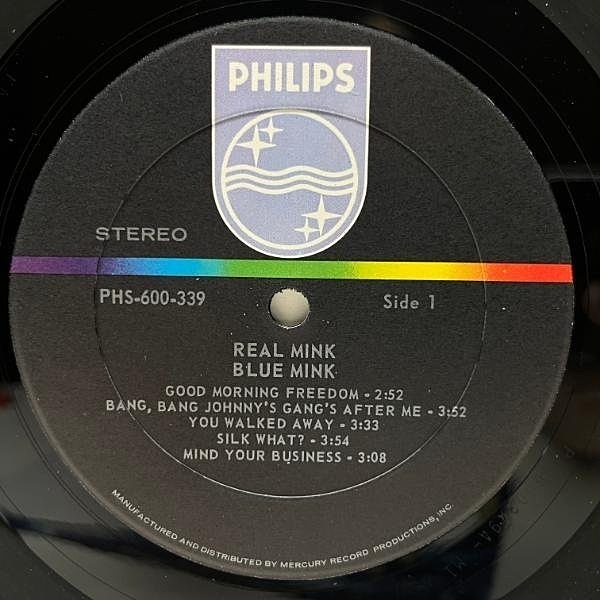 PHILIPS
STEREO
PHS-600-339
Side 1
REAL MINK
BLUE MINK
GOOD MORNING FREEDOM - 2:52
BANG, BANG JOHNNY'S GANG'S AFTER ME - 3:52
YOU WALKED AWAY - 3:33
SILK WHAT? - 3:54
MIND YOUR BUSINESS - 3:08
MANUFACTURED AND DISTRIBUTED BY MERCURY RECORD PRODUCTIONS, INC.